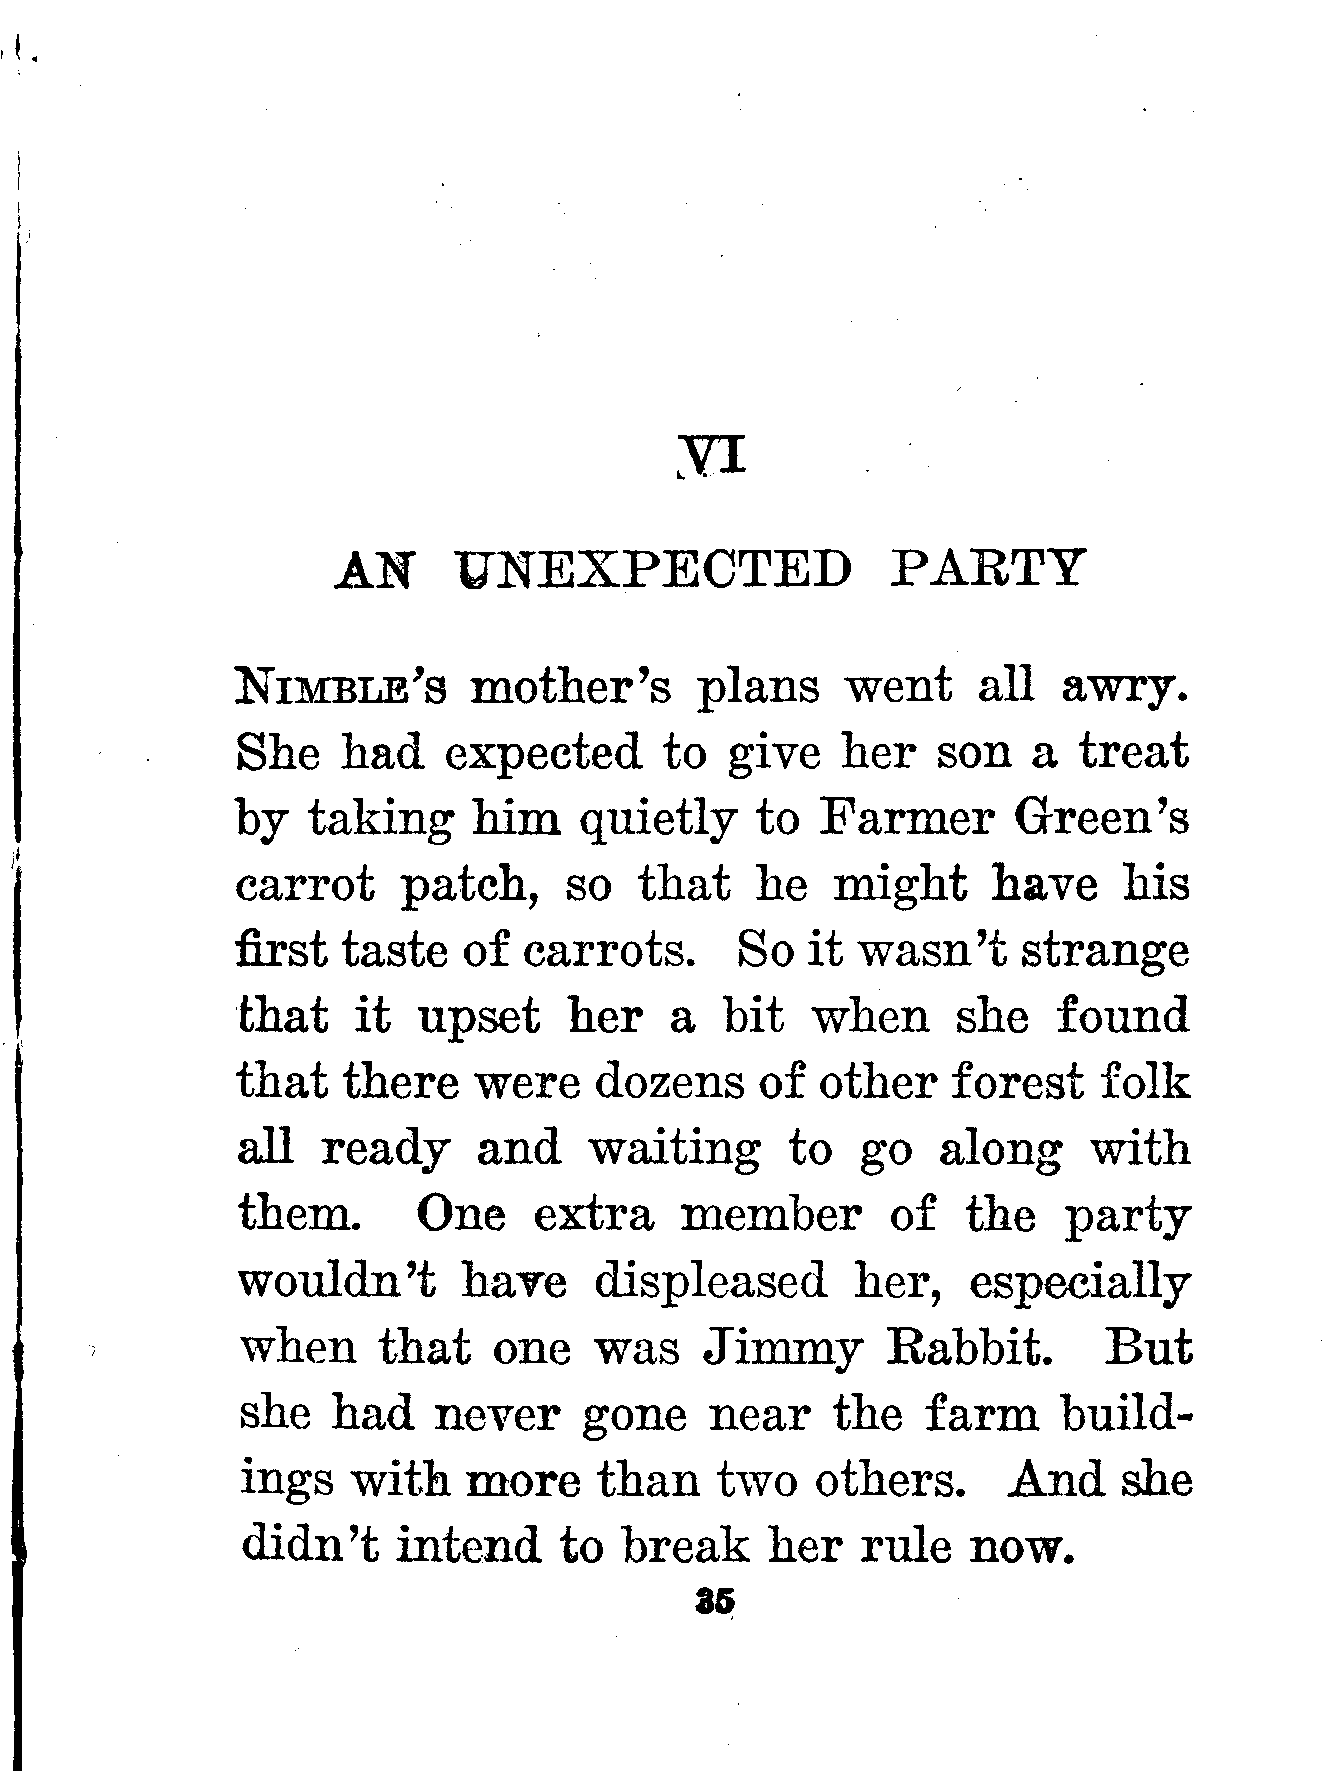 VI
AN UNEXPECTED PARTY
NIMBLE's mother's plans went all awry.
She had expected to give her son a treat
by taking him quietly to Farmer Green's
carrot patch, so that he might have his
first taste of carrots. So it wasn't strange
that it upset her a bit when she found
that there were dozens of other forest folk
all ready and waiting to go along with
them. One extra member of the party
wouldn't have displeased her, especially
when that one was Jimmy Rabbit. But
she had never gone near the farm build-
ings with more than two others. And she
didn't intend to break her rule now.
35